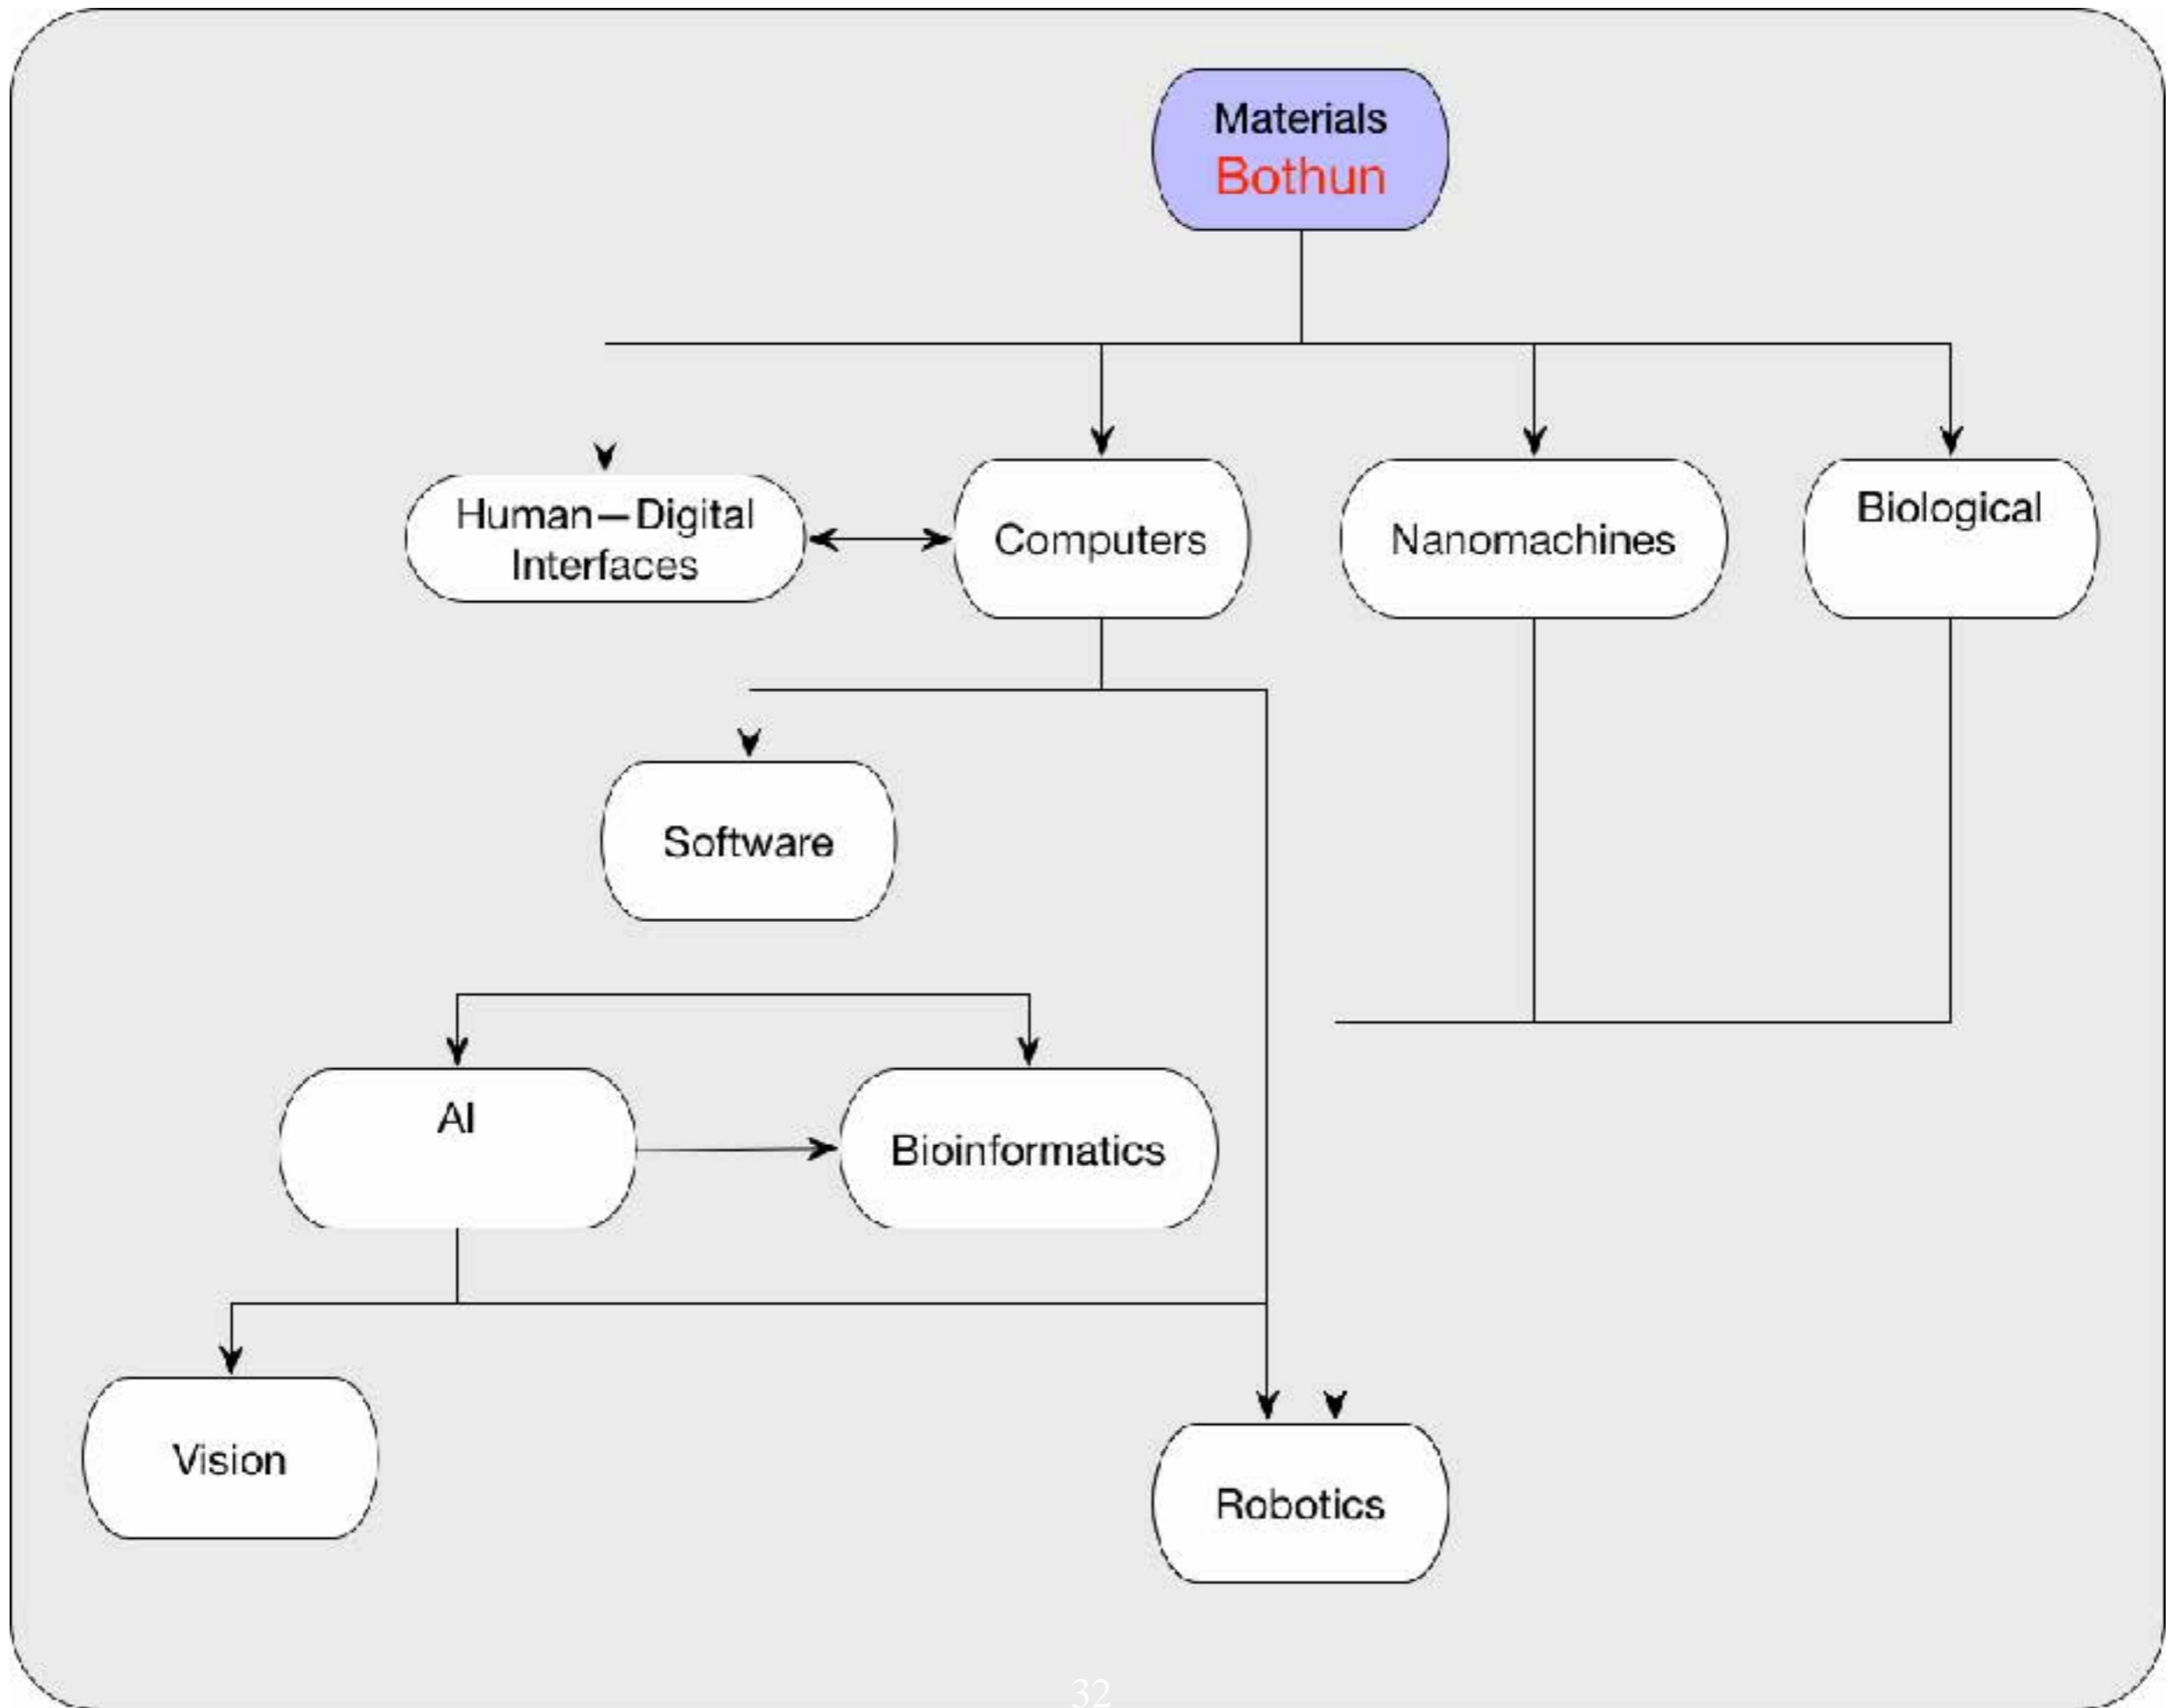 Materials
Bothun
Human—Digital
Interfaces
Computers
Nanomachines
Biological
Software
AI
Bioinformatics
Vision
Robotics
32